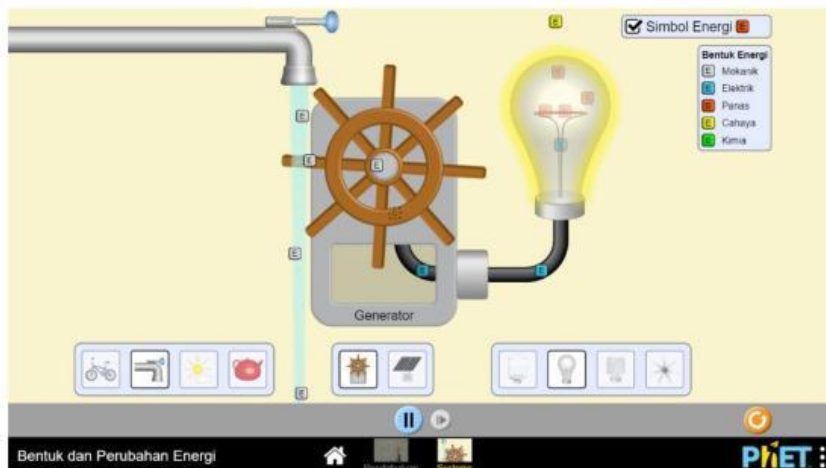 Simbol Energi E
E
Bentuk Energi
E Mekanik
E Elektrik
E Panas
E Cahaya
E Kimia
E
E
E
E
E
E
E
E
E
E
E
E
E
Generator
E
Bentuk dan Perubahan Energi
Sistem
PhET